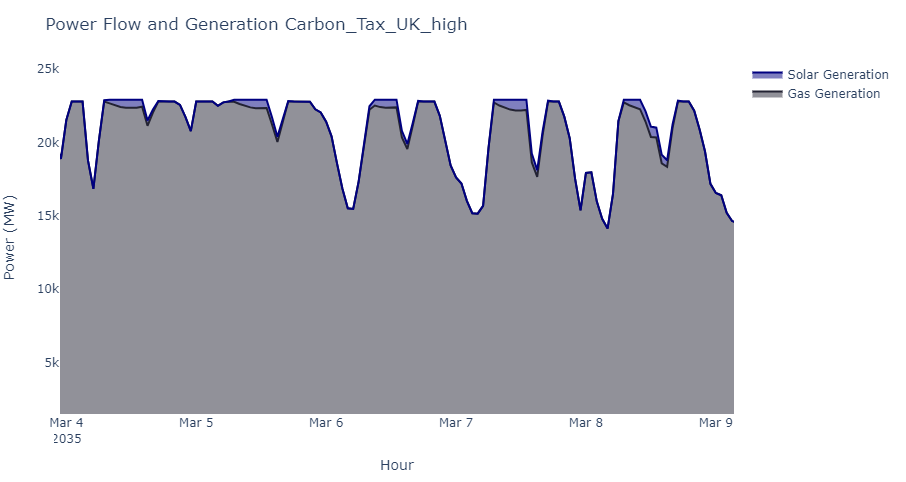 Power Flow and Generation Carbon_Tax_UK_high
25k
20k
15k
10k
5k
Power (MW)
Mar 4
2035
Mar 5
Mar 6
Mar 7
Mar 8
Mar 9
Hour
Solar Generation
Gas Generation